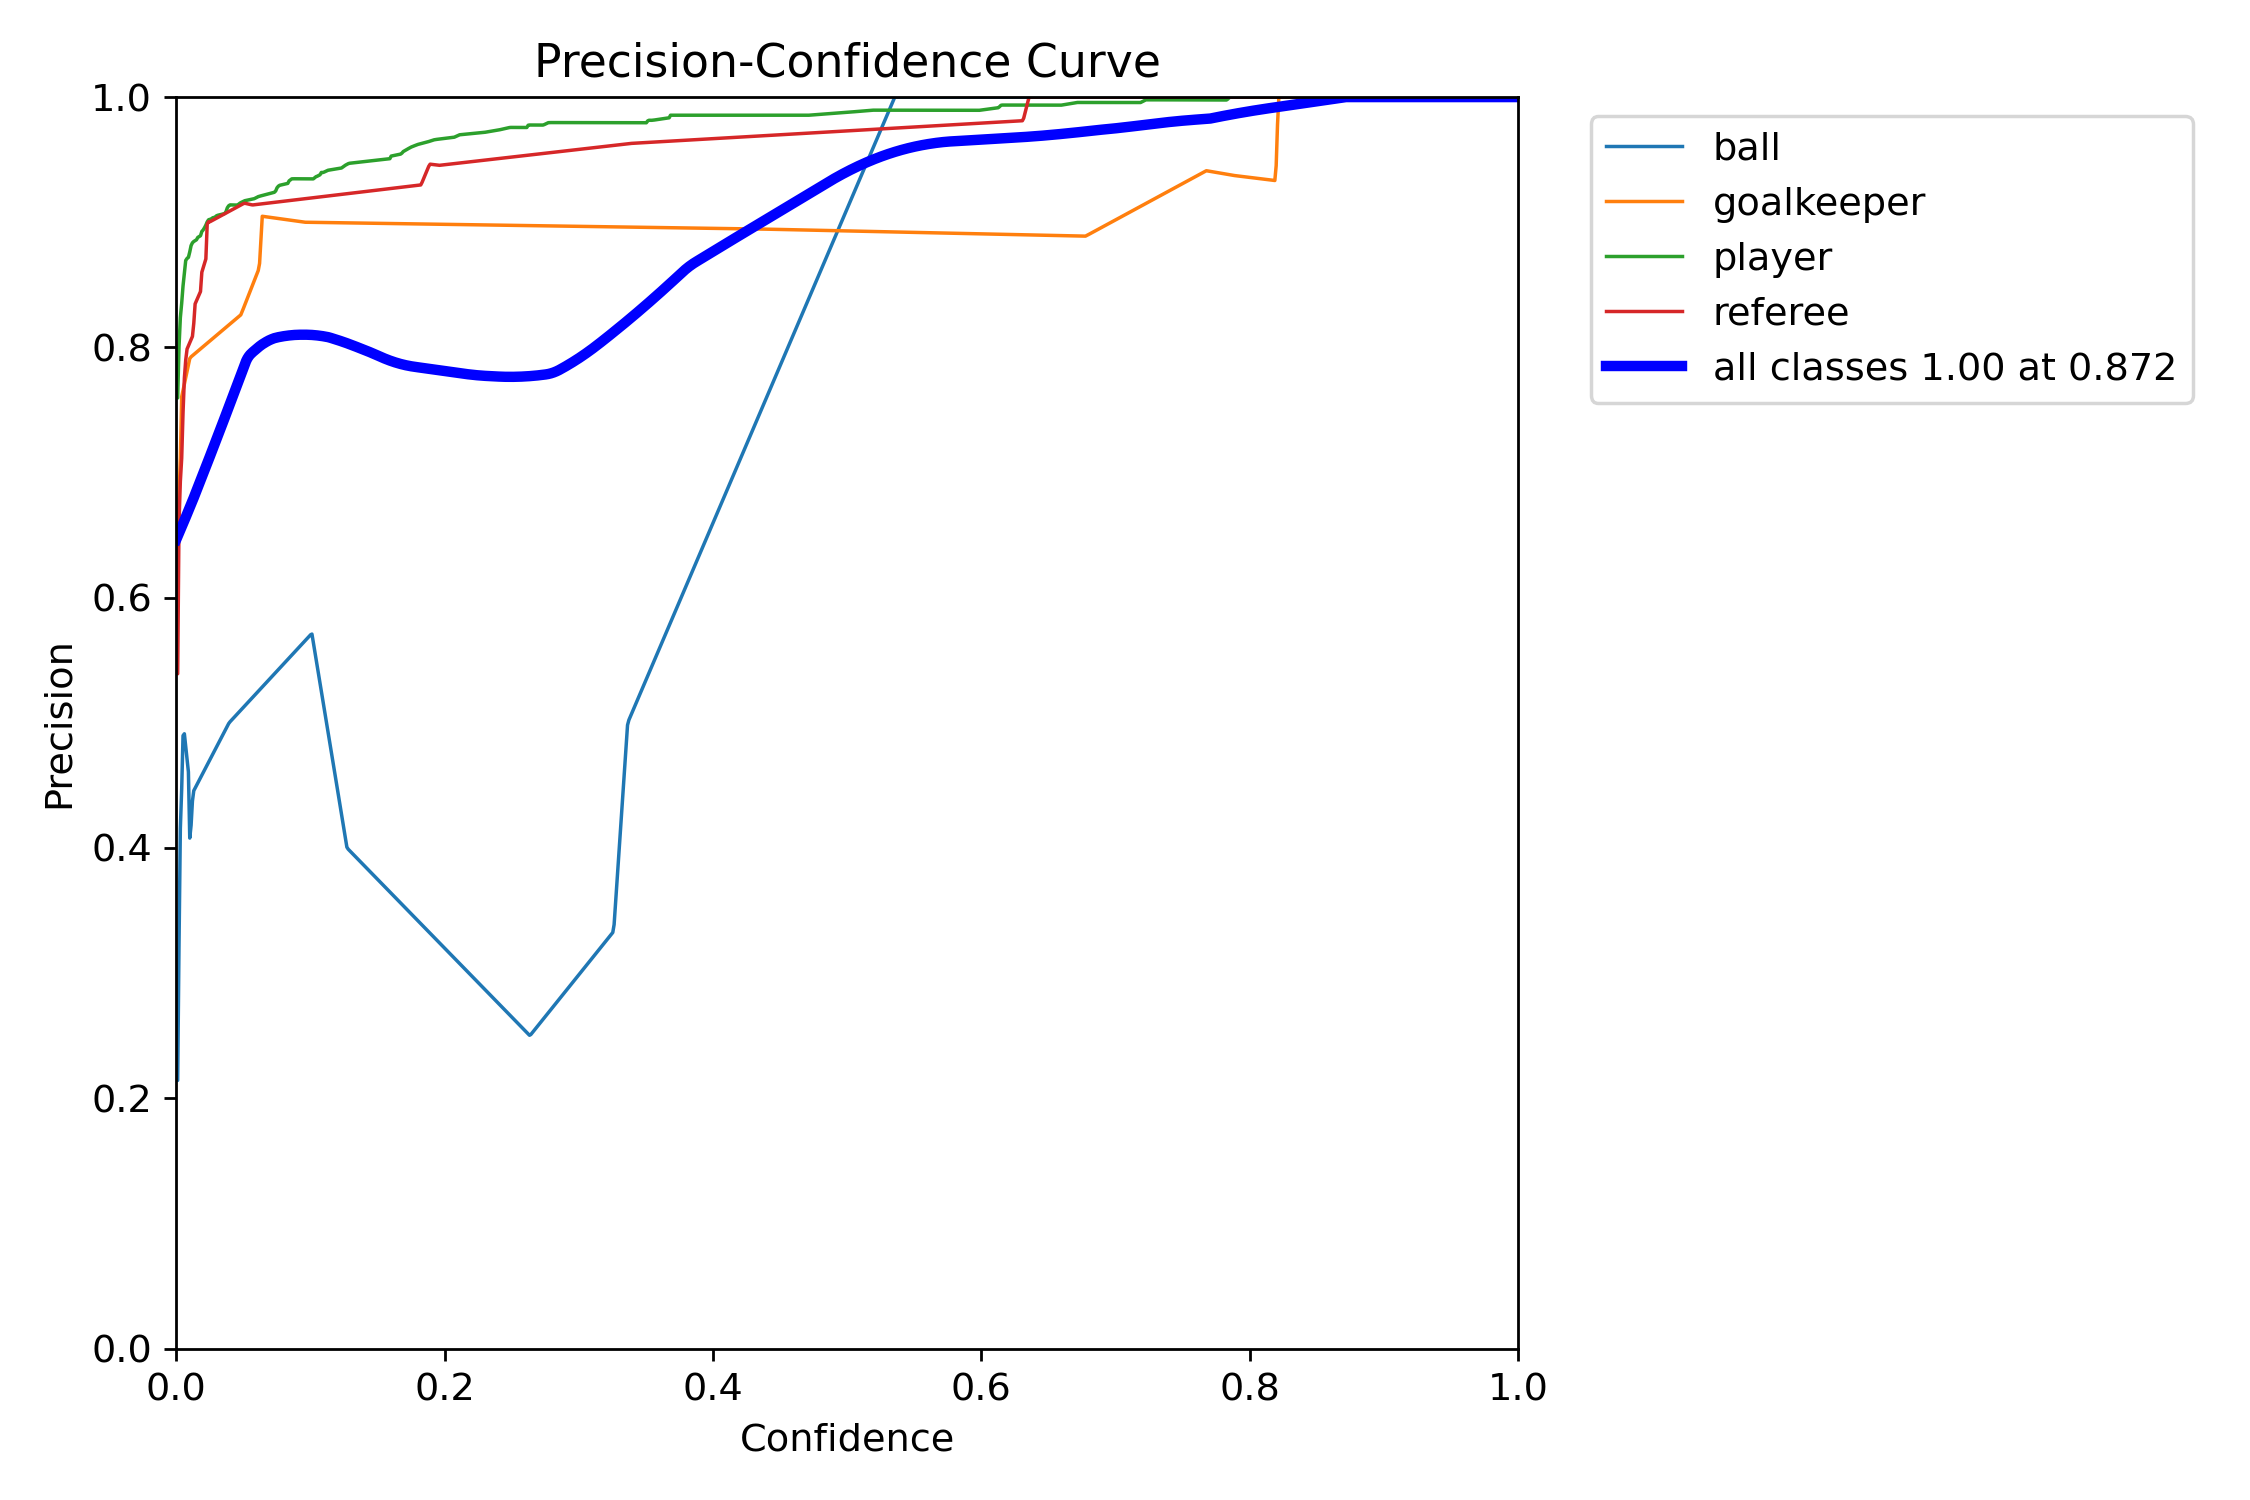 Precision-Confidence Curve
1.0
0.8
0.6
0.4
0.2
0.0
Precision
0.0 0.2 0.4 0.6 0.8 1.0
Confidence
ball
goalkeeper
player
referee
all classes 1.00 at 0.872